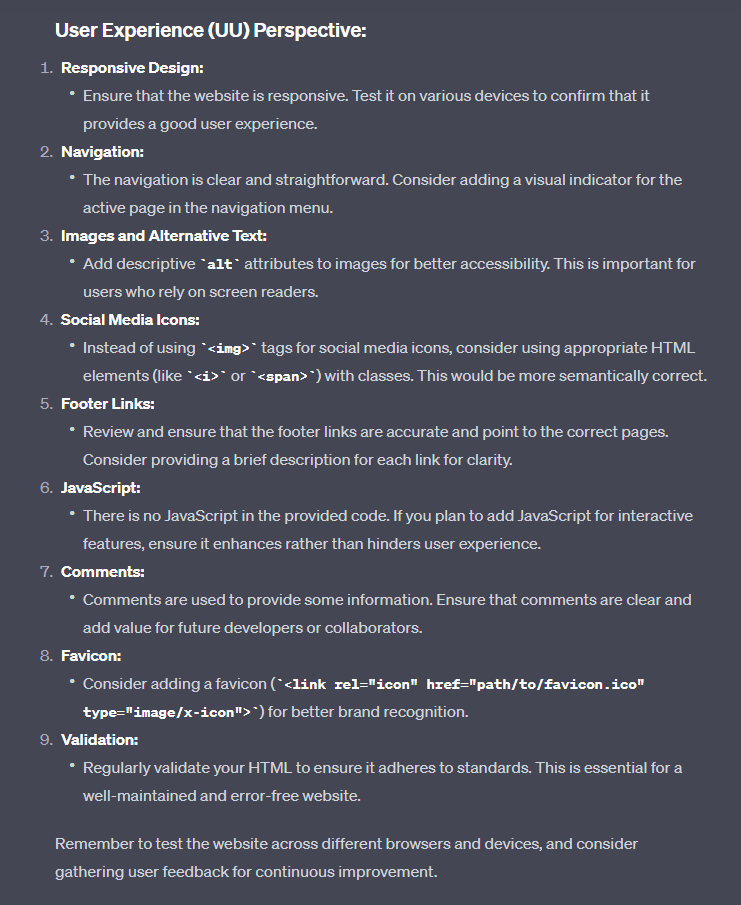 User Experience (UU) Perspective:
1. Responsive Design:
• Ensure that the website is responsive. Test it on various devices to confirm that it
provides a good user experience.
2. Navigation:
• The navigation is clear and straightforward. Consider adding a visual indicator for the
active page in the navigation menu.
3. Images and Alternative Text:
• Add descriptive `alt` attributes to images for better accessibility. This is important for
users who rely on screen readers.
4. Social Media Icons:
• Instead of using `<img>` tags for social media icons, consider using appropriate HTML
elements (like `<i>` or `<span>`) with classes. This would be more semantically correct.
5. Footer Links:
• Review and ensure that the footer links are accurate and point to the correct pages.
Consider providing a brief description for each link for clarity.
6. JavaScript:
• There is no JavaScript in the provided code. If you plan to add JavaScript for interactive
features, ensure it enhances rather than hinders user experience.
7. Comments:
• Comments are used to provide some information. Ensure that comments are clear and
add value for future developers or collaborators.
8. Favicon:
• Consider adding a favicon (`<link rel="icon" href="path/to/favicon.ico"
type="image/x-icon">`) for better brand recognition.
9. Validation:
• Regularly validate your HTML to ensure it adheres to standards. This is essential for a
well-maintained and error-free website.
Remember to test the website across different browsers and devices, and consider
gathering user feedback for continuous improvement.